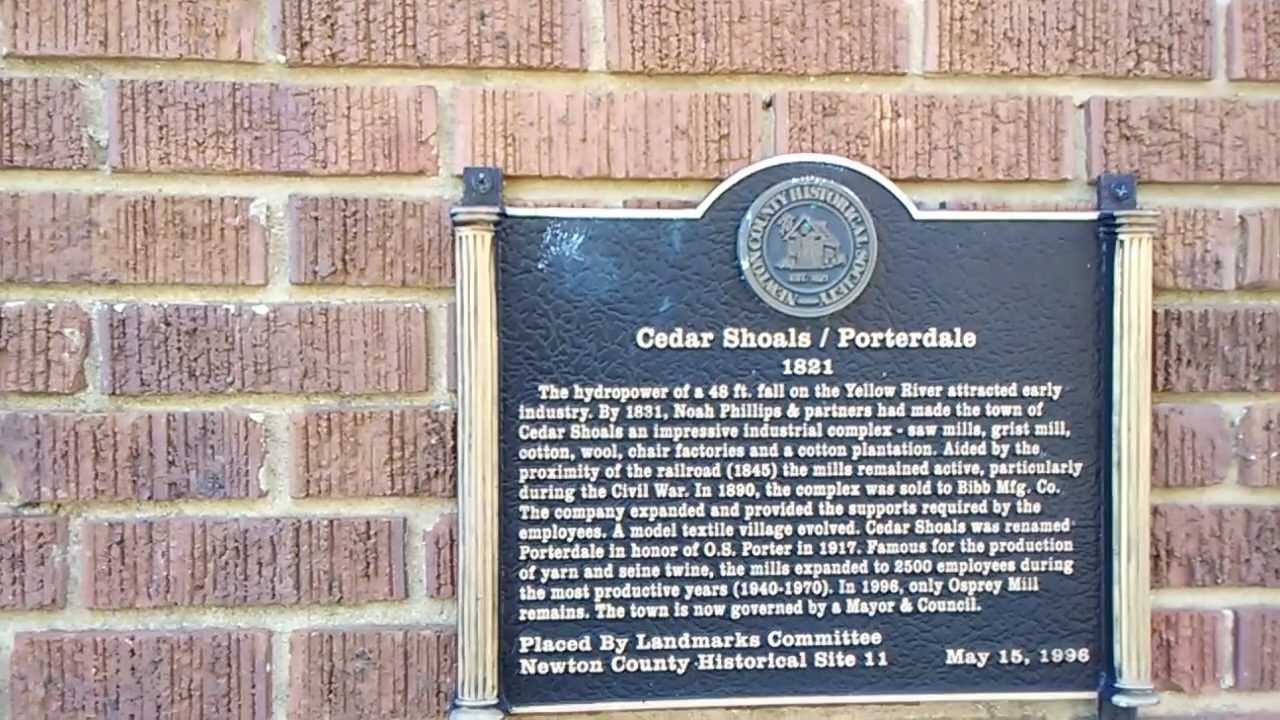 NEWTON COUNTY HISTORICAL SOCIETY
Cedar Shoals / Porterdale
1821
The hydropower of a 48 ft. fall on the Yellow River attracted early
industry. By 1831, Noah Phillips & partners had made the town of
Cedar Shoals an impressive industrial complex - saw mills, grist mill,
cotton, wool, chair factories and a cotton plantation. Aided by the
proximity of the railroad (1845) the mills remained active, particularly
during the Civil War. In 1890, the complex was sold to Bibb Mfg. Co.
The company expanded and provided the supports required by the
employees. A model textile village evolved. Cedar Shoals was renamed
Porterdale in honor of O.S. Porter in 1917. Famous for the production
of yarn and seine twine, the mills expanded to 2500 employees during
the most productive years (1940-1970). In 1996, only Osprey Mill
remains. The town is now governed by a Mayor & Council.
Placed By Landmarks Committee
Newton County Historical Site 11 May 15, 1996